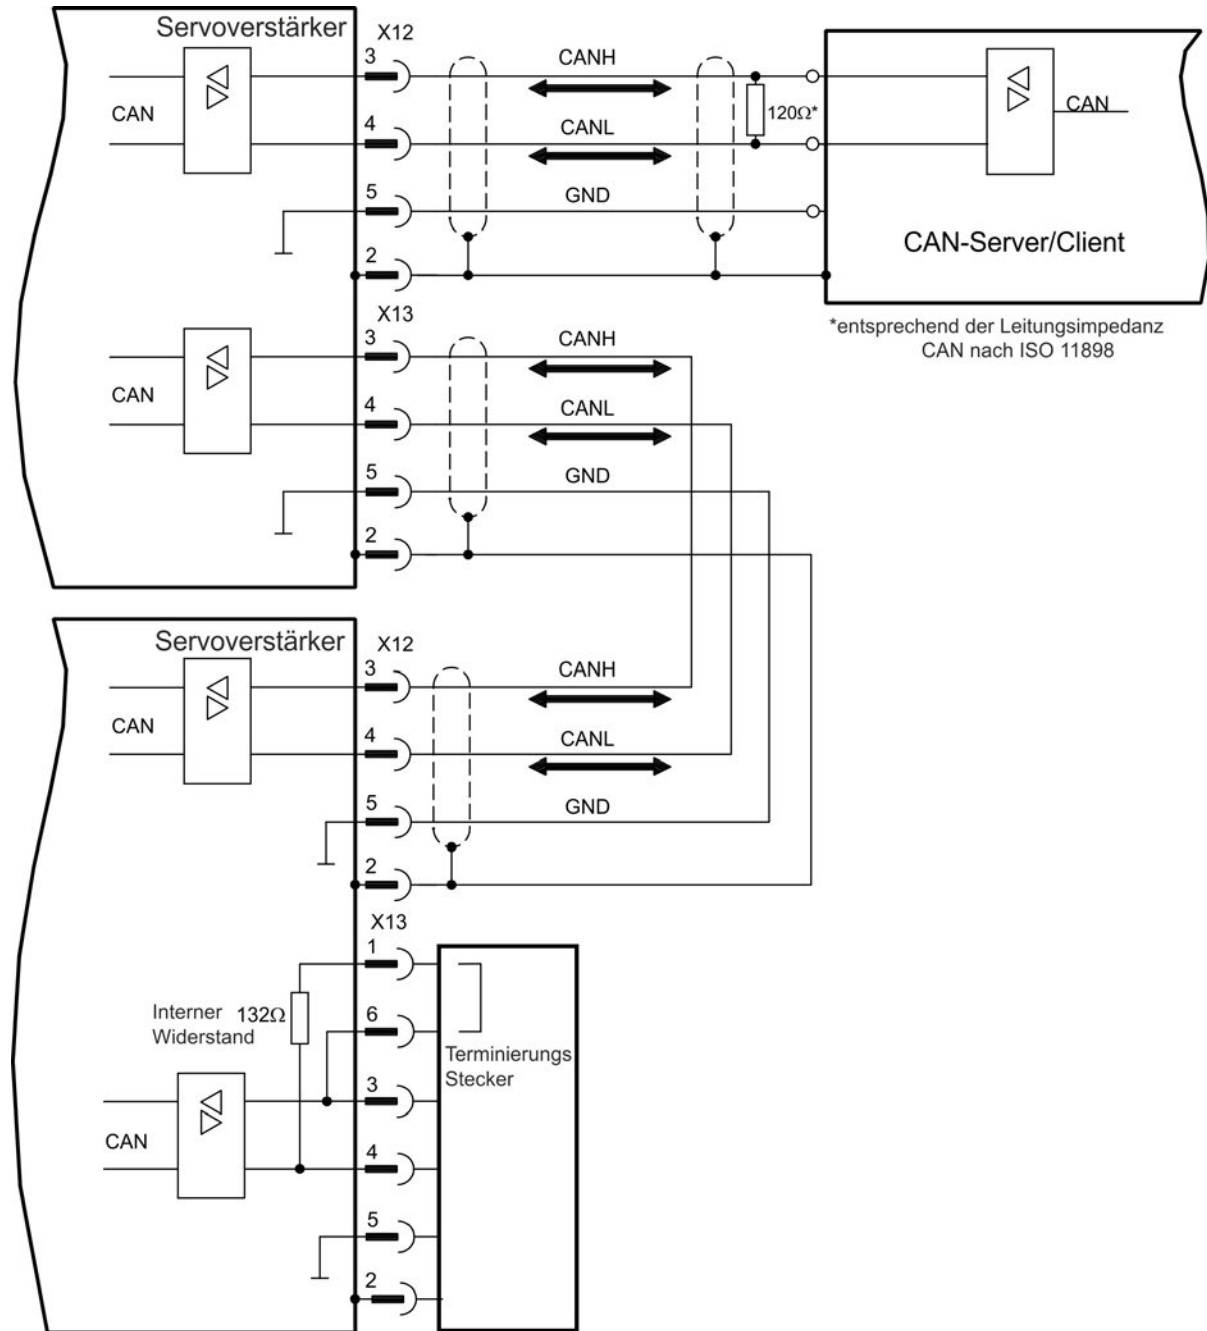 Servoverstärker
X12
3
CANH
CAN
120Ω*
CAN
4
CANL
5
GND
CAN-Server/Client
2
X13
*entsprechend der Leitungsimpedanz
CAN nach ISO 11898
3
CANH
CAN
4
CANL
5
GND
2
Servoverstärker
X12
3
CANH
CAN
4
CANL
5
GND
2
X13
1
Interner 132Ω
Widerstand
6
Terminierungs
Stecker
3
CAN
4
5
2